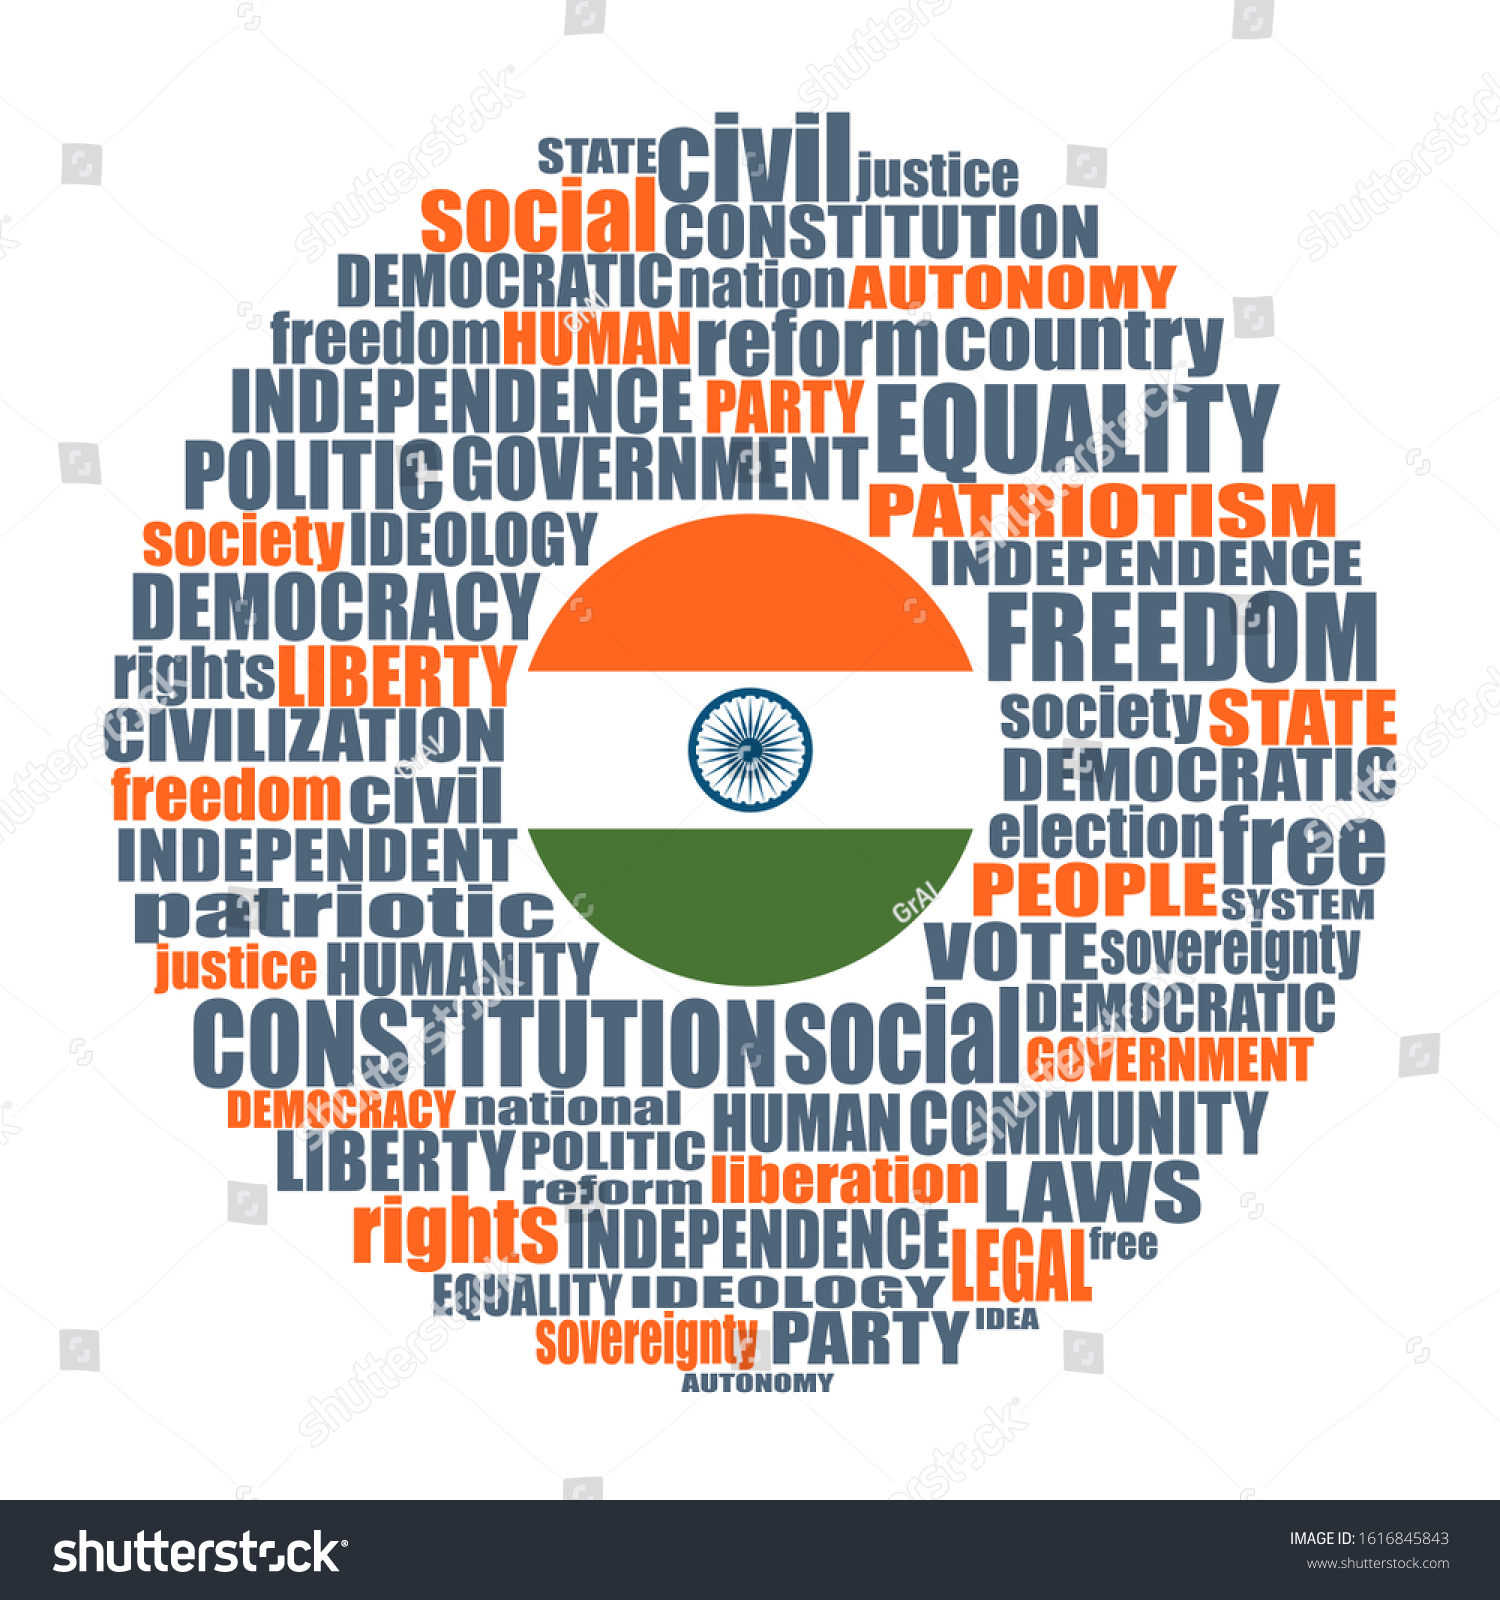 STATE civil justice
social CONSTITUTION
DEMOCRATIC nation AUTONOMY
freedom HUMAN reform country
INDEPENDENCE PARTY EQUALITY
POLITIC GOVERNMENT
PATRIOTISM
society IDEOLOGY
INDEPENDENCE
DEMOCRACY
FREEDOM
rights LIBERTY
society STATE
CIVILIZATION
DEMOCRATIC
freedom civil
election free
INDEPENDENT
PEOPLE SYSTEM
patriotic
VOTE sovereignty
justice HUMANITY
CONSTITUTION social DEMOCRATIC
GOVERNMENT
DEMOCRACY national HUMAN COMMUNITY
LIBERTY POLITIC
reform liberation LAWS
rights INDEPENDENCE LEGAL free
EQUALITY IDEOLOGY
sovereignty PARTY IDEA
AUTONOMY
shutterstock
GrAl
shutterstock
IMAGE ID: 1616845843
www.shutterstock.com